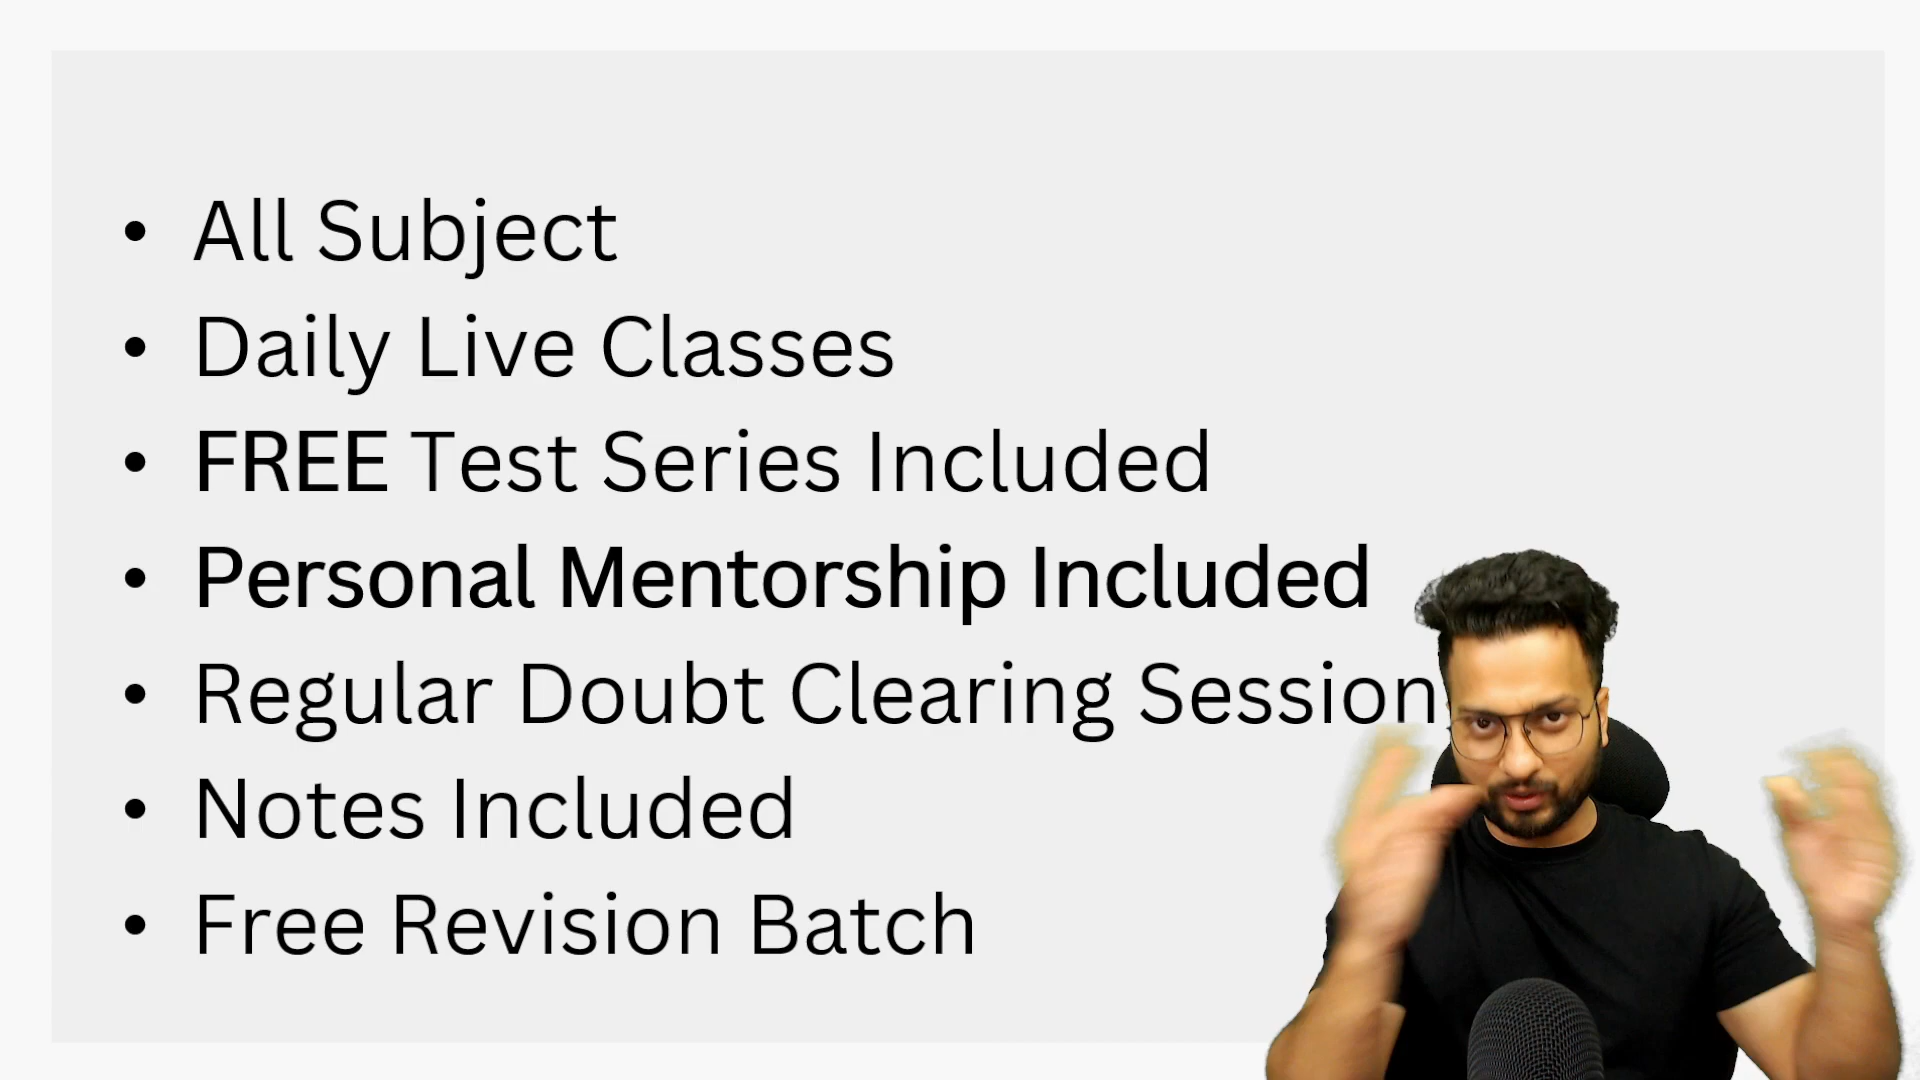 • All Subject
• Daily Live Classes
• FREE Test Series Included
• Personal Mentorship Included
• Regular Doubt Clearing Session
• Notes Included
• Free Revision Batch